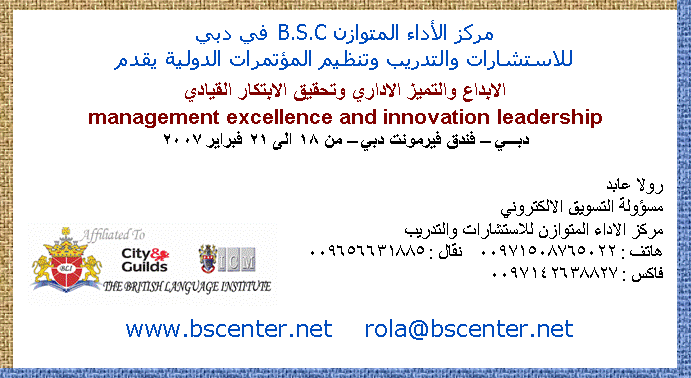 مركز الأداء المتوازن B.S.C في دبي
للاستشارات والتدريب وتنظيم المؤتمرات الدولية يقدم
الابداع والتميز الاداري وتحقيق الابتكار القيادي
management excellence and innovation leadership
دبـــي – فندق فيرمونت دبي – من ١٨ الى ٢١ فبراير ٢٠٠٧
رولا عابد
مسؤولة التسويق الالكتروني
مركز الاداء المتوازن للاستشارات والتدريب
هاتف : ٠٠٩٧١٥٠٨٧٦٥٠٢٢ نقال : ٠٠٩٦٥٦٦٣١٨٨٥
فاكس : ٠٠٩٧١٤٢٦٣٨٨٢٧
Affiliated To
BLI
City& Guilds
ICM
THE BRITISH LANGUAGE INSTITUTE
www.bscenter.net rola@bscenter.net